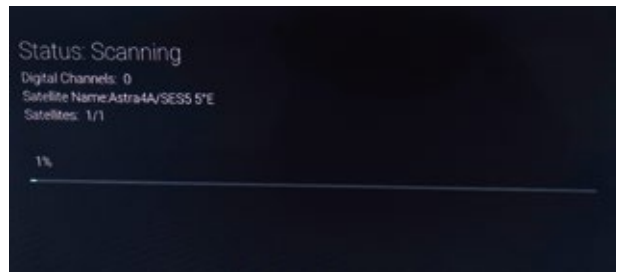 Status: Scanning
Digital Channels: 0
Satellite Name:Astra4A/SES5 5°E
Satellites: 1/1
1%